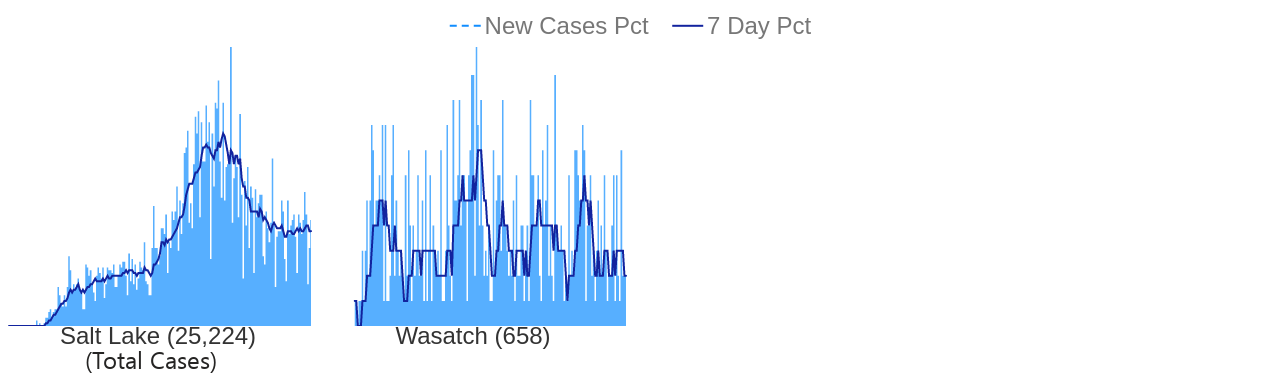 New Cases Pct 7 Day Pct
Salt Lake (25,224) Wasatch (658)
(Total Cases)